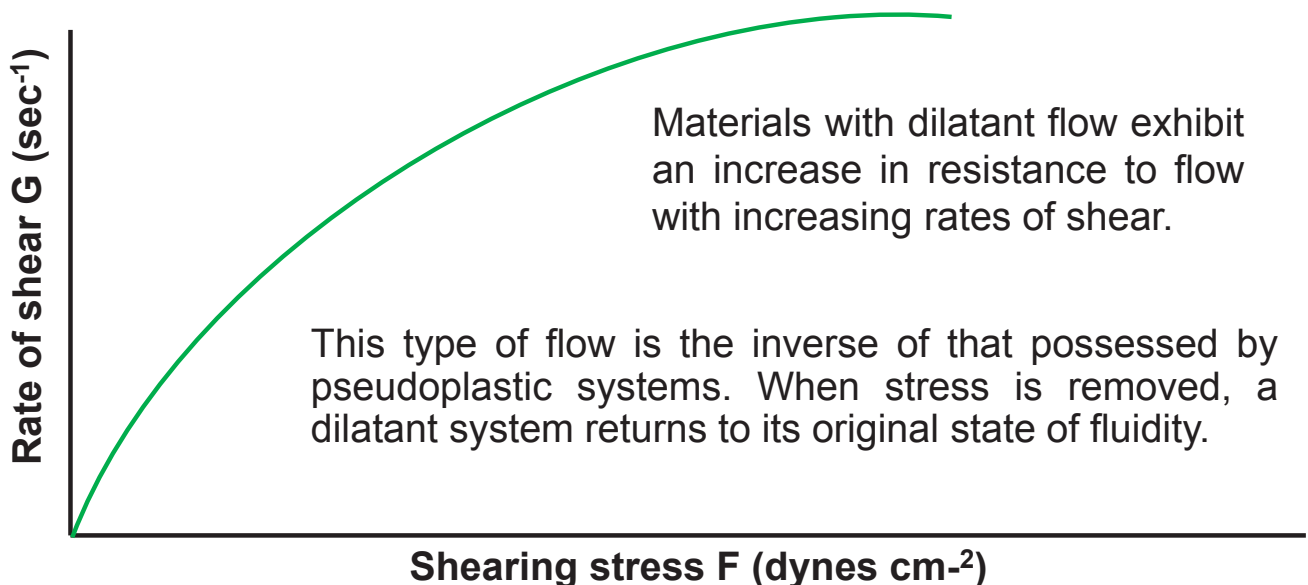 Rate of shear G (sec-1)
Materials with dilatant flow exhibit
an increase in resistance to flow
with increasing rates of shear.
This type of flow is the inverse of that possessed by
pseudoplastic systems. When stress is removed, a
dilatant system returns to its original state of fluidity.
Shearing stress F (dynes cm-2)